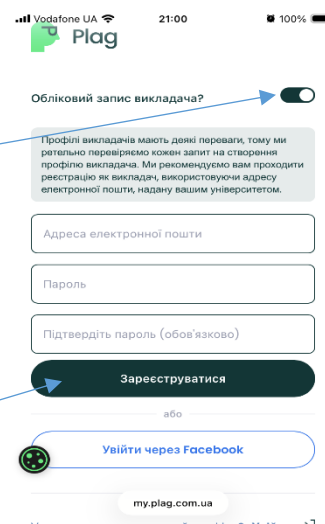 Vodafone UA 21:00 100%
Plag
Обліковий запис викладача?
Профілі викладачів мають деякі переваги, тому ми
ретельно перевіряємо кожен запит на створення
профілю викладача. Ми рекомендуємо вам проходити
реєстрацію як викладач, використовуючи адресу
електронної пошти, надану вашим університетом.
Адреса електронної пошти
Пароль
Підтвердіть пароль (обов'язково)
Зареєструватися
або
Увійти через Facebook
my.plag.com.ua